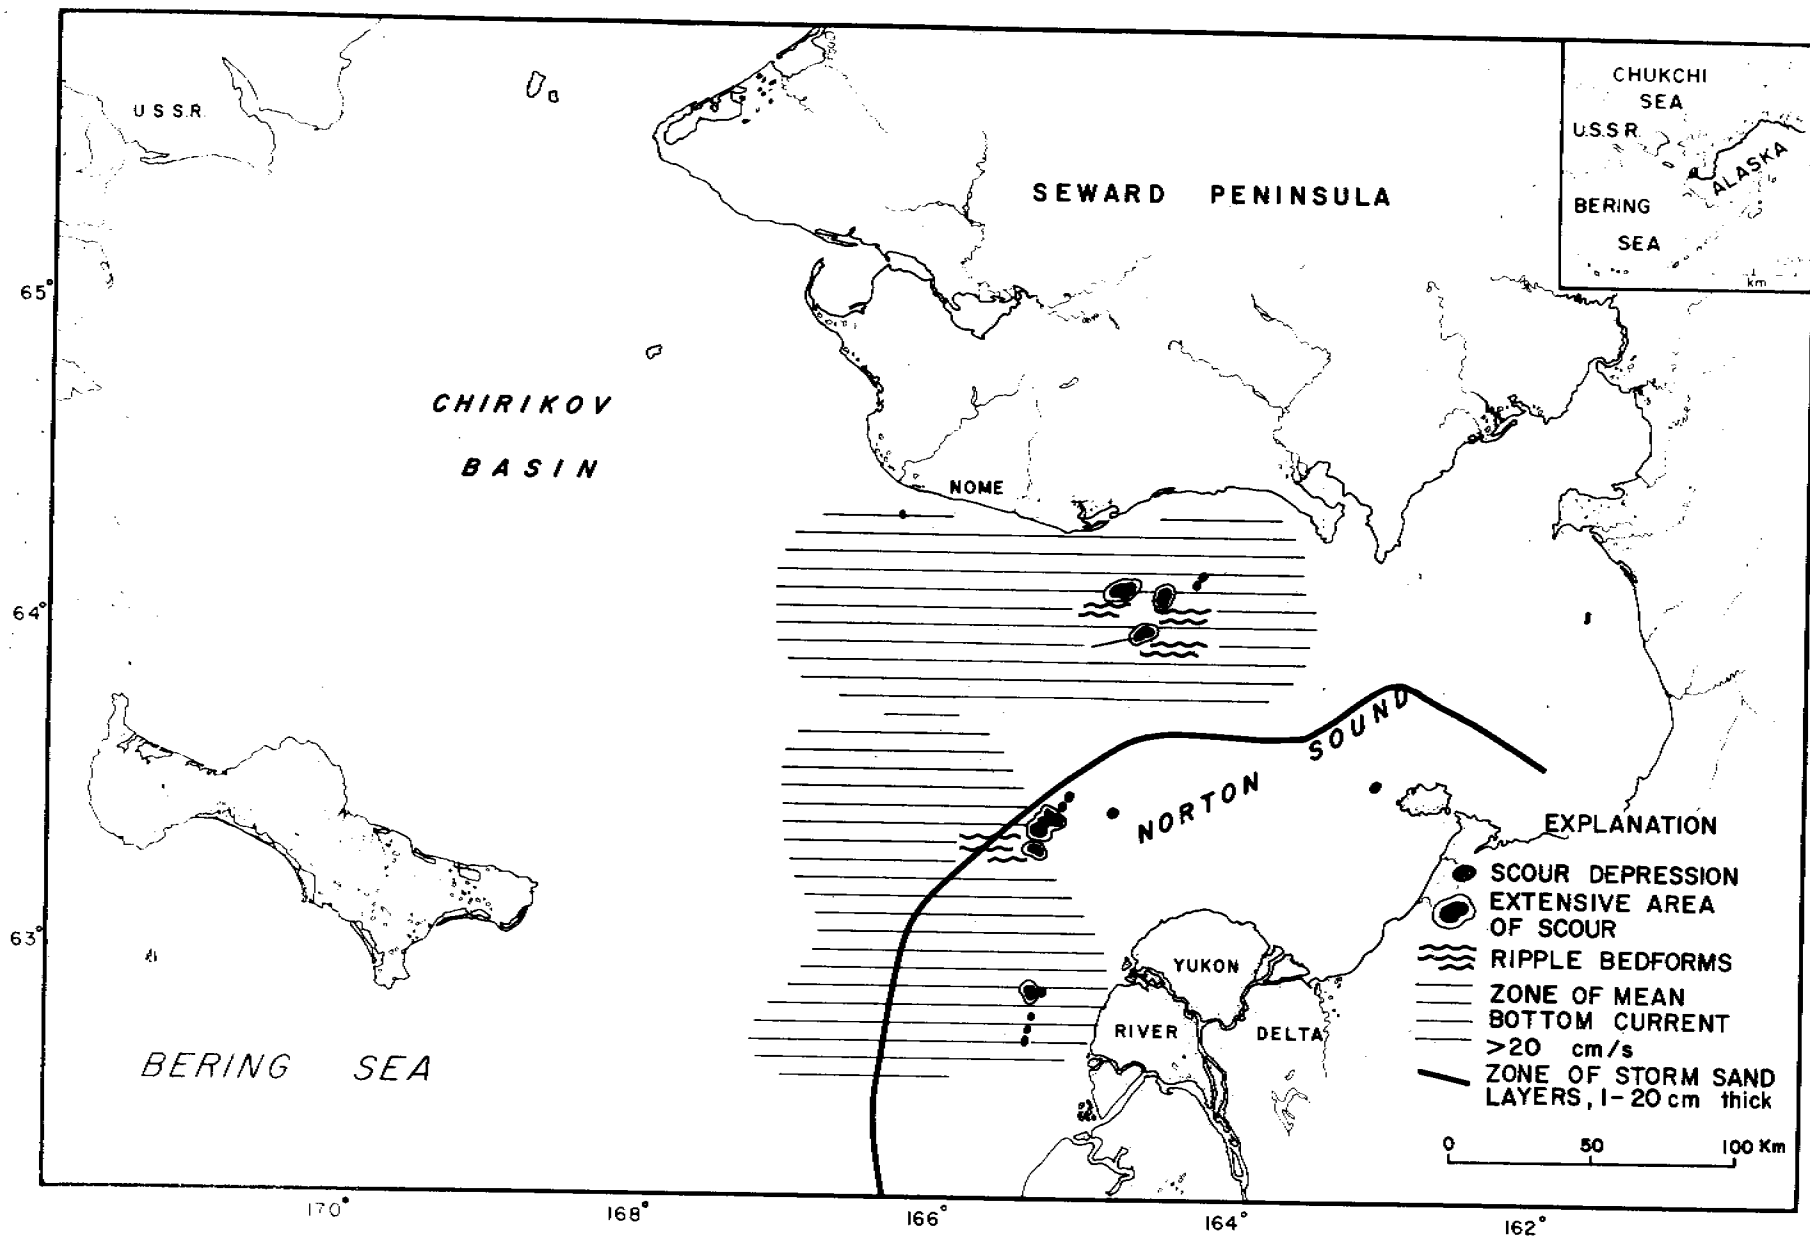 U S S.R.
CHUKCHI
SEA
U.S.S R.
ALASKA
BERING
SEA
km
SEWARD PENINSULA
65°
CHIRIKOV
BASIN
NOME
64°
NORTON SOUND
63°
YUKON
RIVER DELTA
BERING SEA
EXPLANATION
SCOUR DEPRESSION
EXTENSIVE AREA
OF SCOUR
RIPPLE BEDFORMS
ZONE OF MEAN
BOTTOM CURRENT
>20 cm/s
ZONE OF STORM SAND
LAYERS, 1-20 cm thick
0 50 100 Km
170° 168° 166° 164° 162°